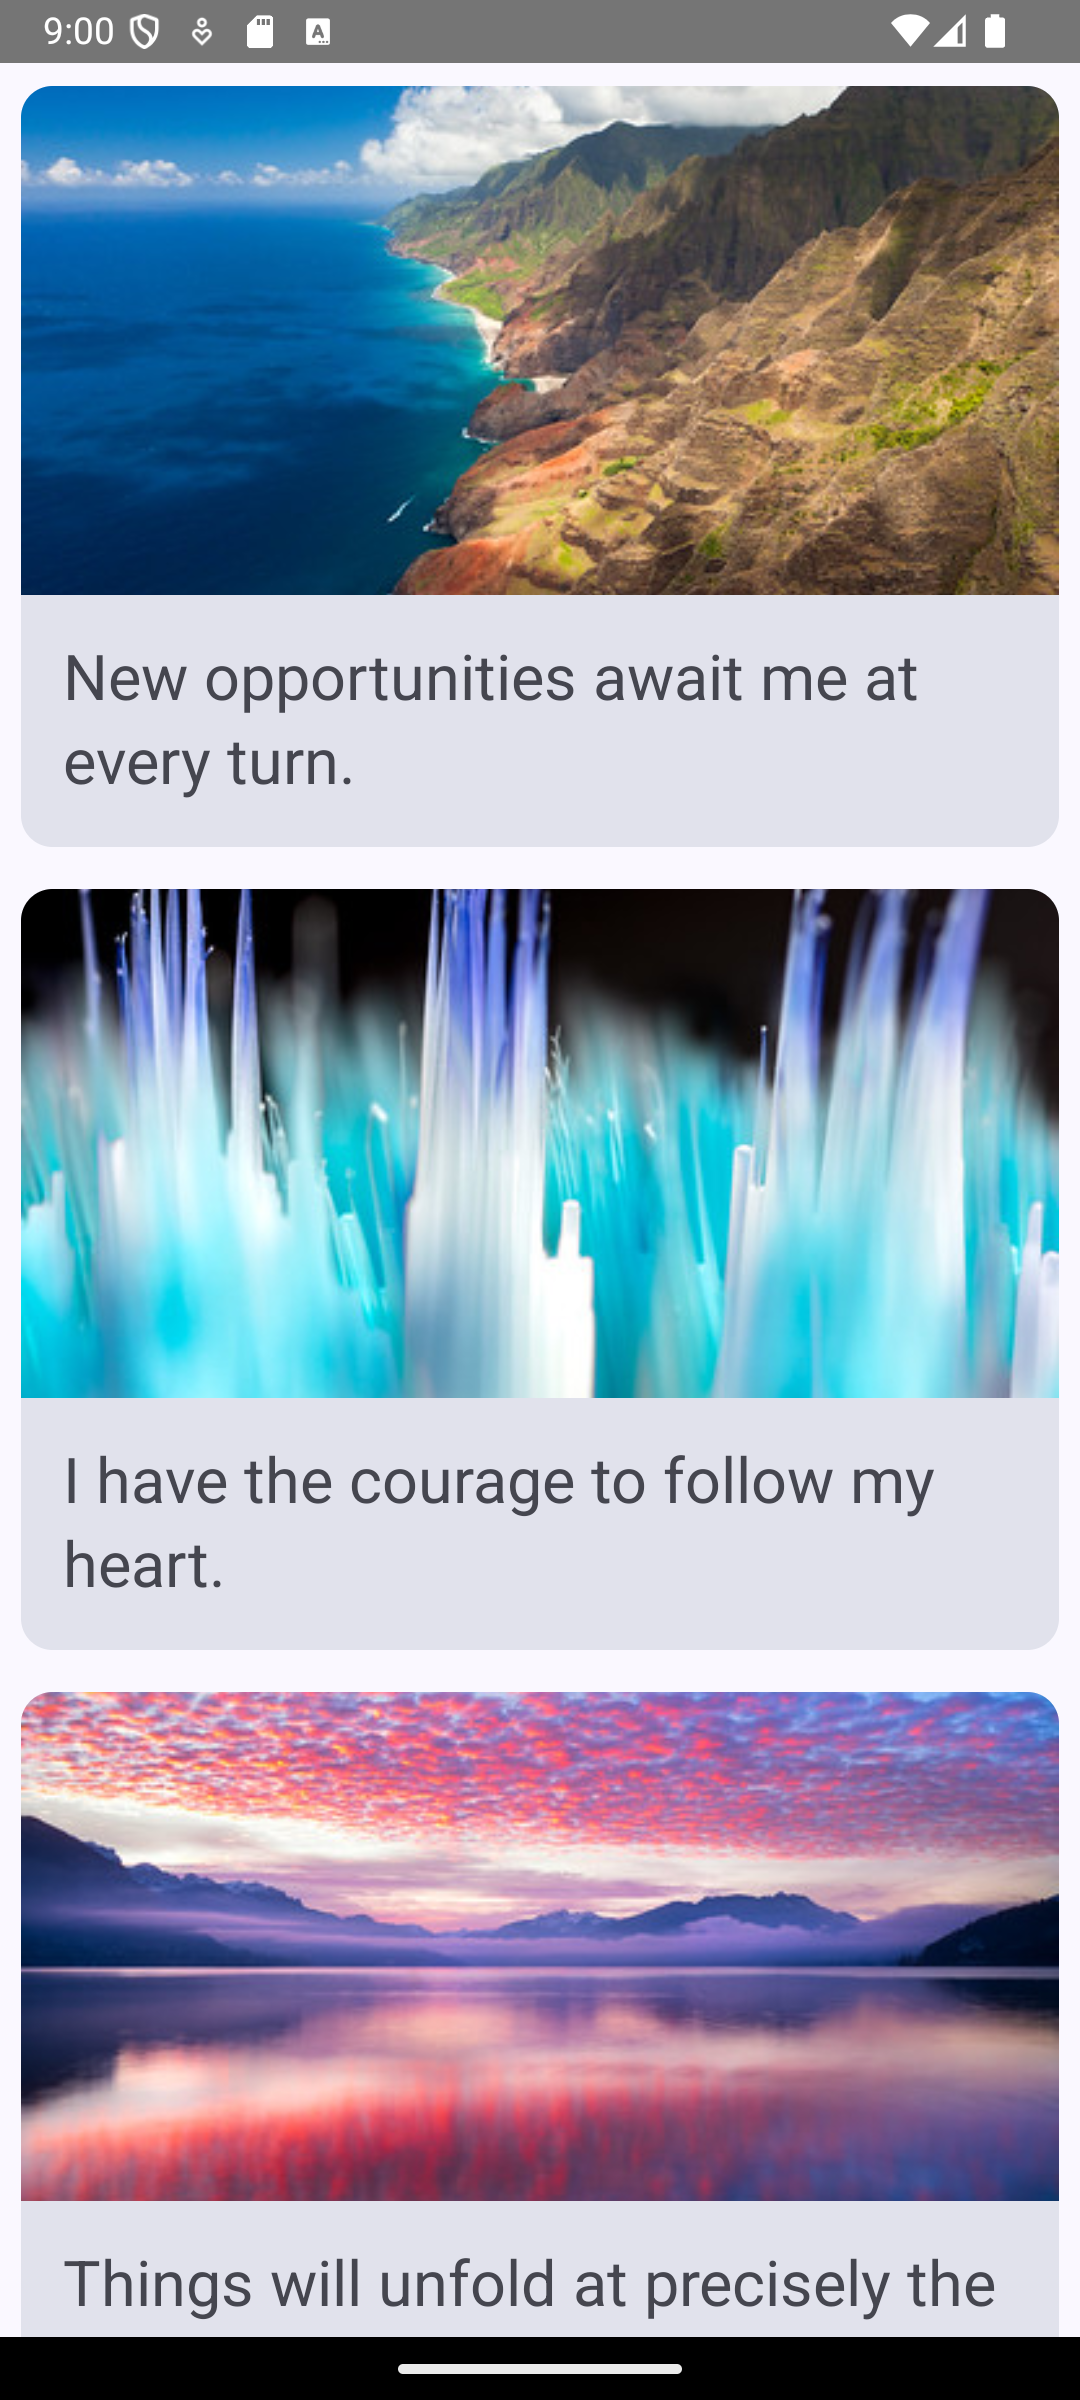 9:00
New opportunities await me at
every turn.
I have the courage to follow my
heart.
Things will unfold at precisely the